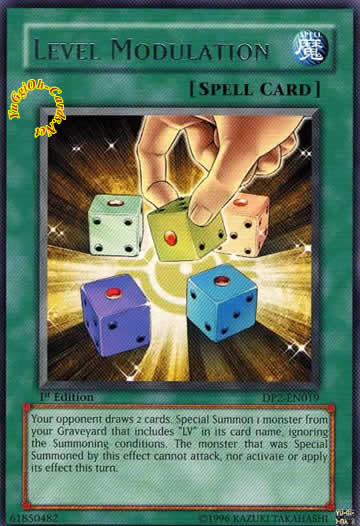 LEVEL MODULATION
魔
[SPELL CARD]
YuGiOh-Cards.Net
1st Edition
DP2-EN019
Your opponent draws 2 cards. Special Summon 1 monster
from your Graveyard that includes "LV" in its card name, ignoring
the Summoning conditions. The monster that was Special
Summoned by this effect cannot attack, nor activate or apply
its effect this turn.
61850482
©1996 KAZUKI TAKAHASHI